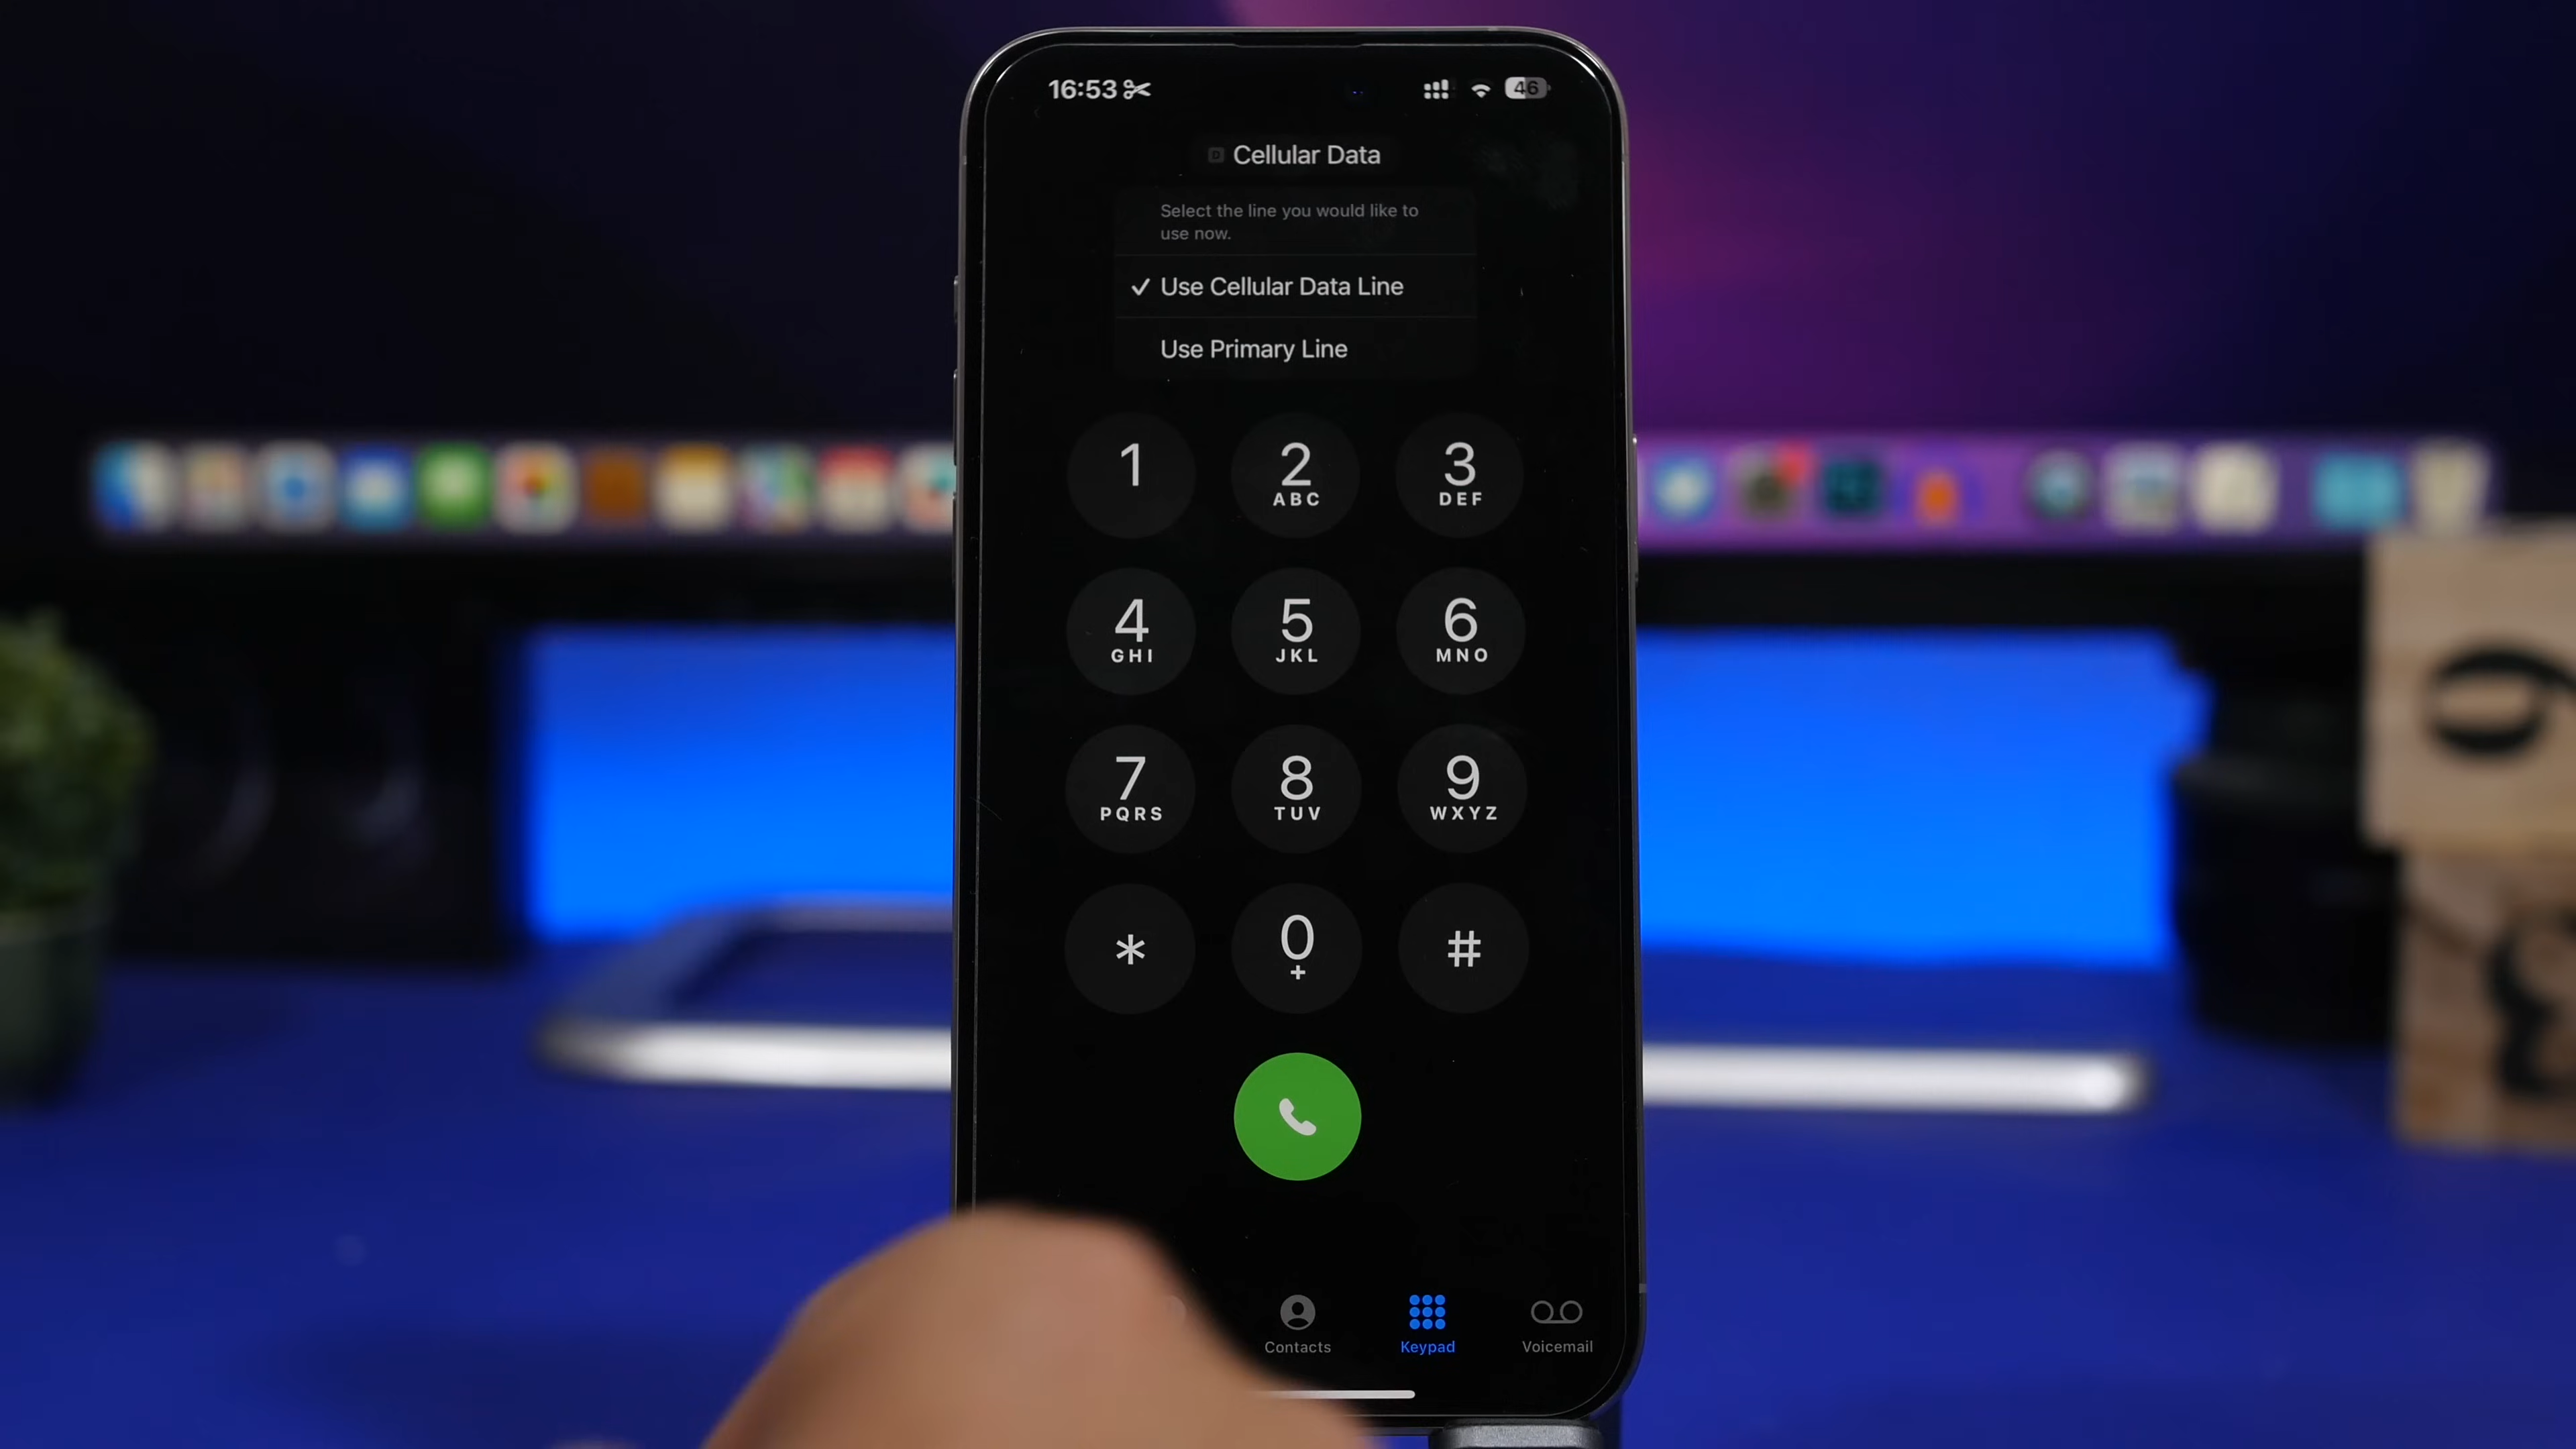 16:53
46
Cellular Data
Select the line you would like to
use now.
✓ Use Cellular Data Line
Use Primary Line
1
2
ABC
3
DEF
4
GHI
5
JKL
6
MNO
7
PQRS
8
TUV
9
WXYZ
*
0
+
#
Contacts
Keypad
Voicemail